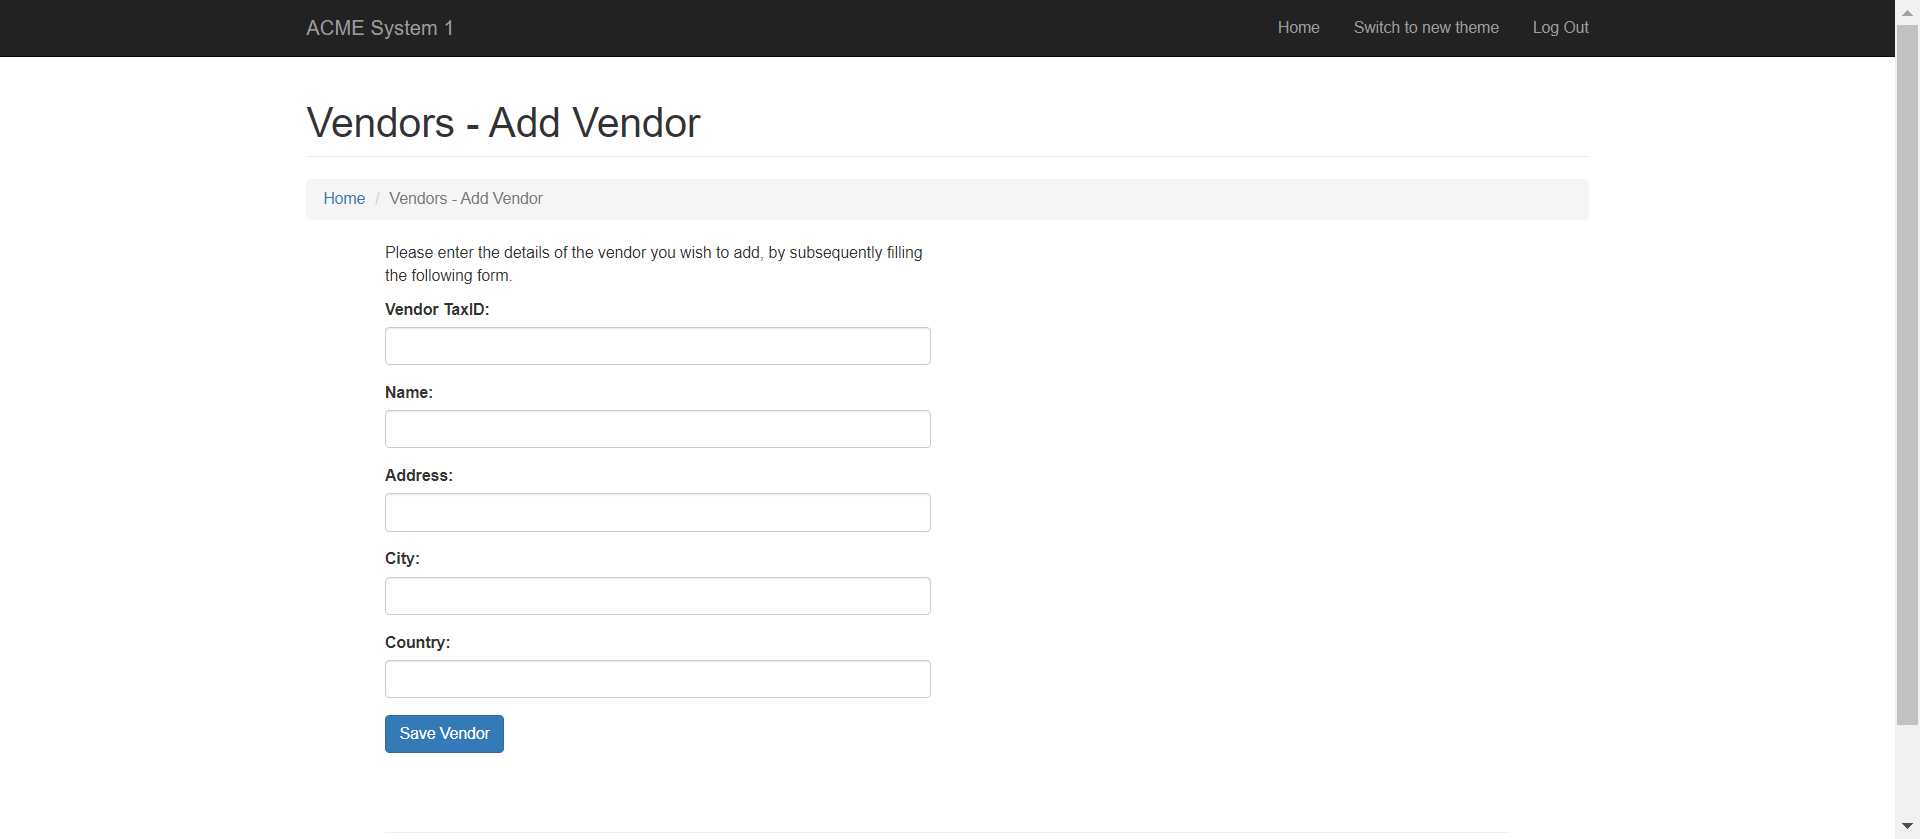 ACME System 1
Home
Switch to new theme
Log Out
Vendors - Add Vendor
Home / Vendors - Add Vendor
Please enter the details of the vendor you wish to add, by subsequently filling
the following form.
Vendor TaxID:
Name:
Address:
City:
Country:
Save Vendor